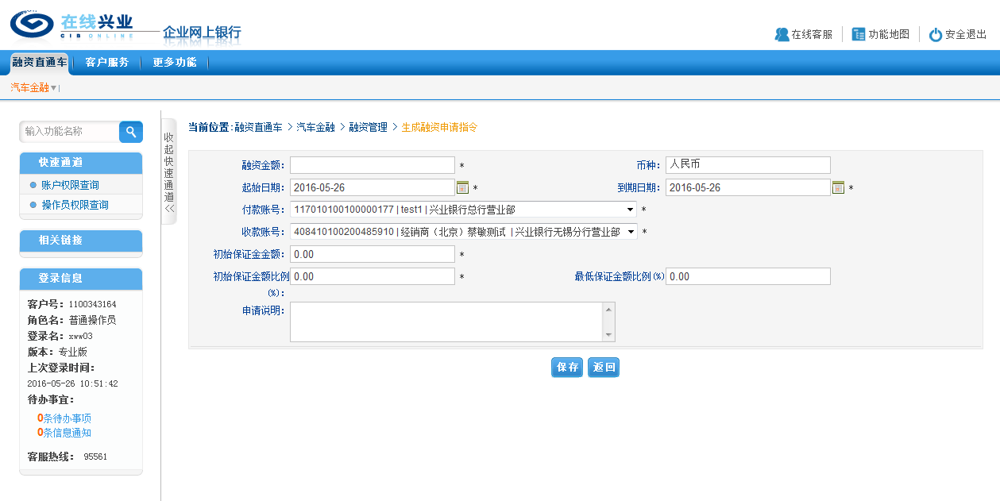 在线兴业
CIB ONLINE
企业网上银行
在线客服
功能地图
安全退出
融资直通车
客户服务
更多功能
汽车金融
输入功能名称
快速通道
账户权限查询
操作员权限查询
相关链接
登录信息
客户号：1100343164
角色名：普通操作员
登录名：xww03
版本：专业版
上次登录时间：
2016-05-26 10:51:42
待办事宜：
0条待办事项
0条信息通知
客服热线： 95561
收起快速通道
当前位置:融资直通车 > 汽车金融 > 融资管理 > 生成融资申请指令
融资金额： *
币种：人民币
起始日期：2016-05-26 *
到期日期：2016-05-26 *
付款账号：117010100100000177 | test1 | 兴业银行总行营业部 *
收款账号：408410100200485910 | 经销商（北京）蔡敏测试 | 兴业银行无锡分行营业部 *
初始保证金金额：0.00 *
初始保证金额比例(%)：0.00 *
最低保证金额比例(%) 0.00
申请说明：
保存
返回